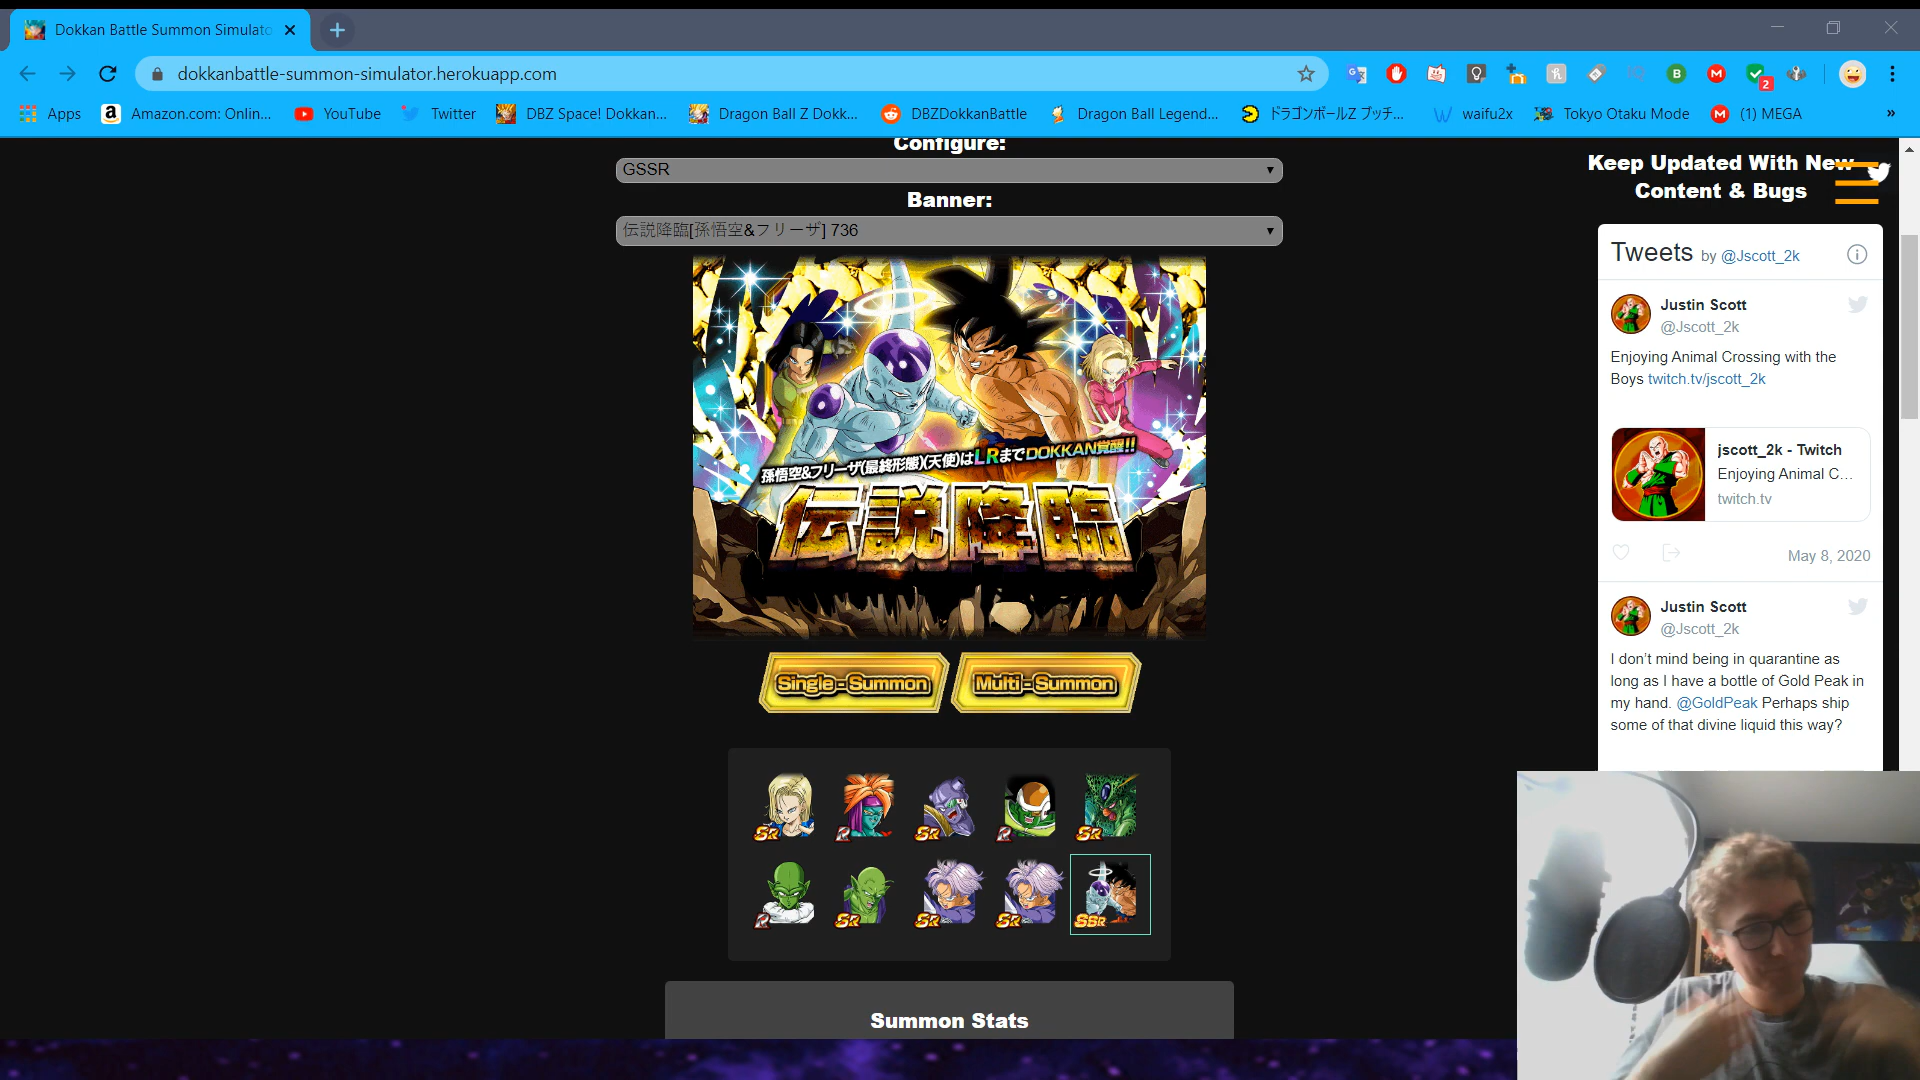 Dokkan Battle Summon Simulato
dokkanbattle-summon-simulator.herokuapp.com
2
Apps
Amazon.com: Onlin...
YouTube
Twitter
DBZ Space! Dokkan...
Dragon Ball Z Dokk...
DBZDokkanBattle
Dragon Ball Legend...
ドラゴンボールZ ブッチ...
waifu2x
Tokyo Otaku Mode
(1) MEGA
»
Configure:
GSSR
Banner:
伝説降臨[孫悟空&フリーザ] 736
孫悟空&フリーザ(最終形態)(天使)はLRまでDOKKAN覚醒!!
伝説降臨
Single-Summon
Multi-Summon
SR
R
SR
R
SR
R
SR
SR
SR
SSR
Summon Stats
Keep Updated With New
Content & Bugs
Tweets by @Jscott_2k
Justin Scott
@Jscott_2k
Enjoying Animal Crossing with the
Boys twitch.tv/jscott_2k
jscott_2k - Twitch
Enjoying Animal C...
twitch.tv
May 8, 2020
Justin Scott
@Jscott_2k
I don't mind being in quarantine as
long as I have a bottle of Gold Peak in
my hand. @GoldPeak Perhaps ship
some of that divine liquid this way?